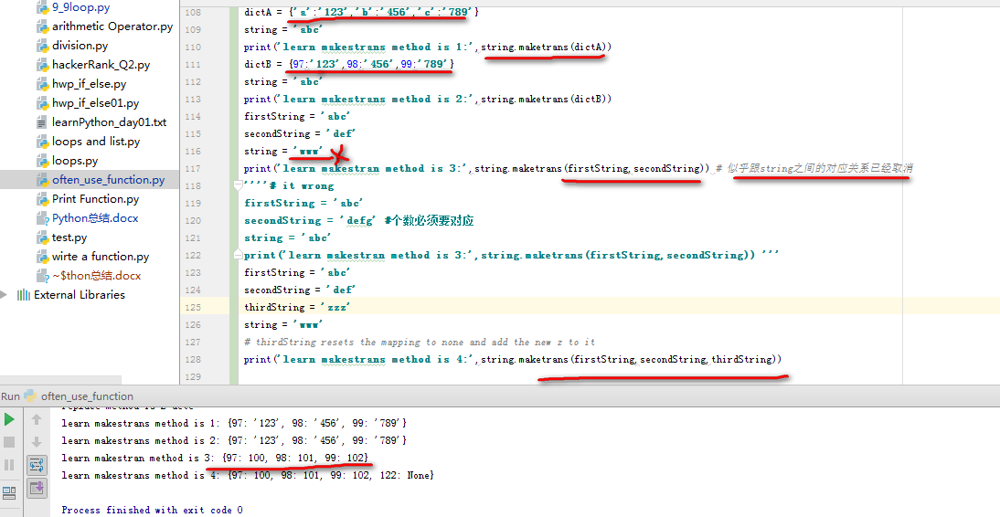 9_9loop.py
arithmetic Operator.py
division.py
hackerRank_Q2.py
hwp_if_else.py
hwp_if_else01.py
learnPython_day01.txt
loops and list.py
loops.py
often_use_function.py
Print Function.py
Python总结.docx
test.py
wirte a function.py
~$thon总结.docx
External Libraries
108 dictA = {'a':'123','b':'456','c':'789'}
109 string = 'abc'
110 print('learn makestrans method is 1:',string.maketrans(dictA))
111 dictB = {97:'123',98:'456',99:'789'}
112 string = 'abc'
113 print('learn makestrans method is 2:',string.maketrans(dictB))
114 firstString = 'abc'
115 secondString = 'def'
116 string = 'www'
117 print('learn makestran method is 3:',string.maketrans(firstString,secondString)) # 似乎跟string之间的对应关系已经取消
118 ''''# it wrong
119 firstString = 'abc'
120 secondString = 'defg' #个数必须要对应
121 string = 'abc'
122 print('learn makestran method is 3:',string.maketrans(firstString,secondString)) '''
123 firstString = 'abc'
124 secondString = 'def'
125 thirdString = 'zzz'
126 string = 'www'
127 # thirdString resets the mapping to none and add the new z to it
128 print('learn makestrans method is 4:',string.maketrans(firstString,secondString,thirdString))
129
Run often_use_function
learn makestrans method is 1: {97: '123', 98: '456', 99: '789'}
learn makestrans method is 2: {97: '123', 98: '456', 99: '789'}
learn makestran method is 3: {97: 100, 98: 101, 99: 102}
learn makestrans method is 4: {97: 100, 98: 101, 99: 102, 122: None}
Process finished with exit code 0